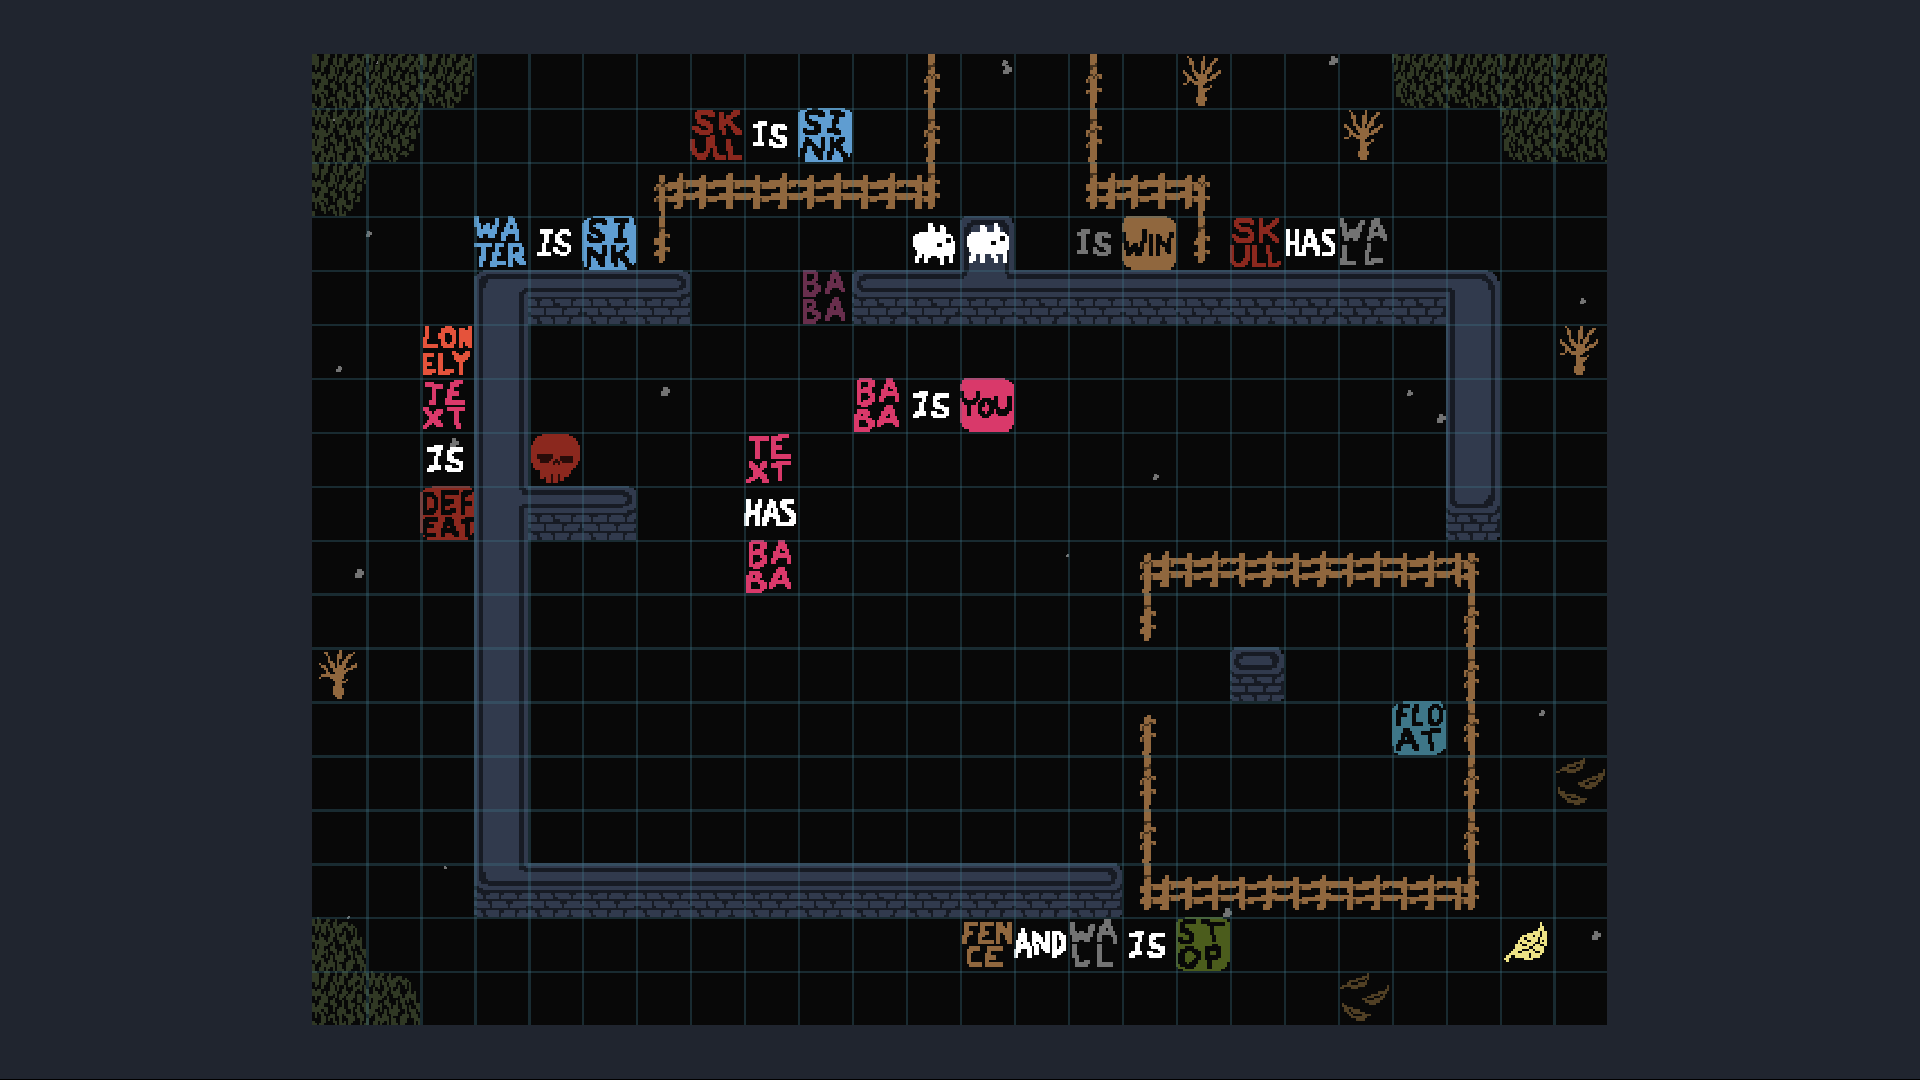 SKULL IS SINK
WATER IS SINK
IS WIN
SKULL HAS WALL
BABA
LONELY TEXT IS DEFEAT
BABA IS YOU
TEXT HAS BABA
FLOAT
FENCE AND WALL IS STOP